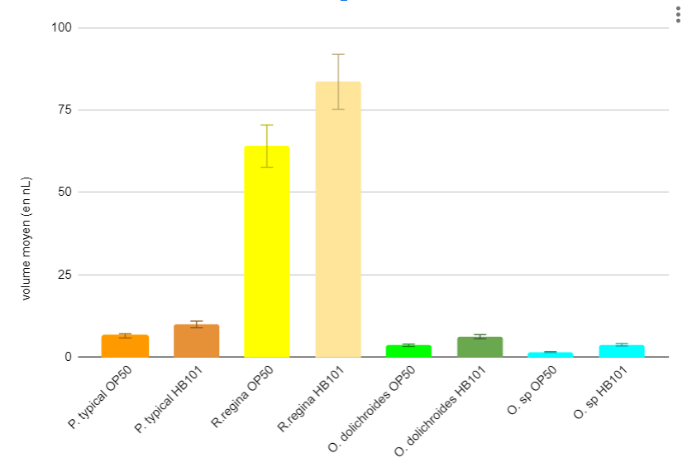 100
75
50
25
0
volume moyen (en nL)
P. typical OP50
P. typical HB101
R.regina OP50
R.regina HB101
O. dolichroides OP50
O. dolichroides HB101
O. sp OP50
O. sp HB101